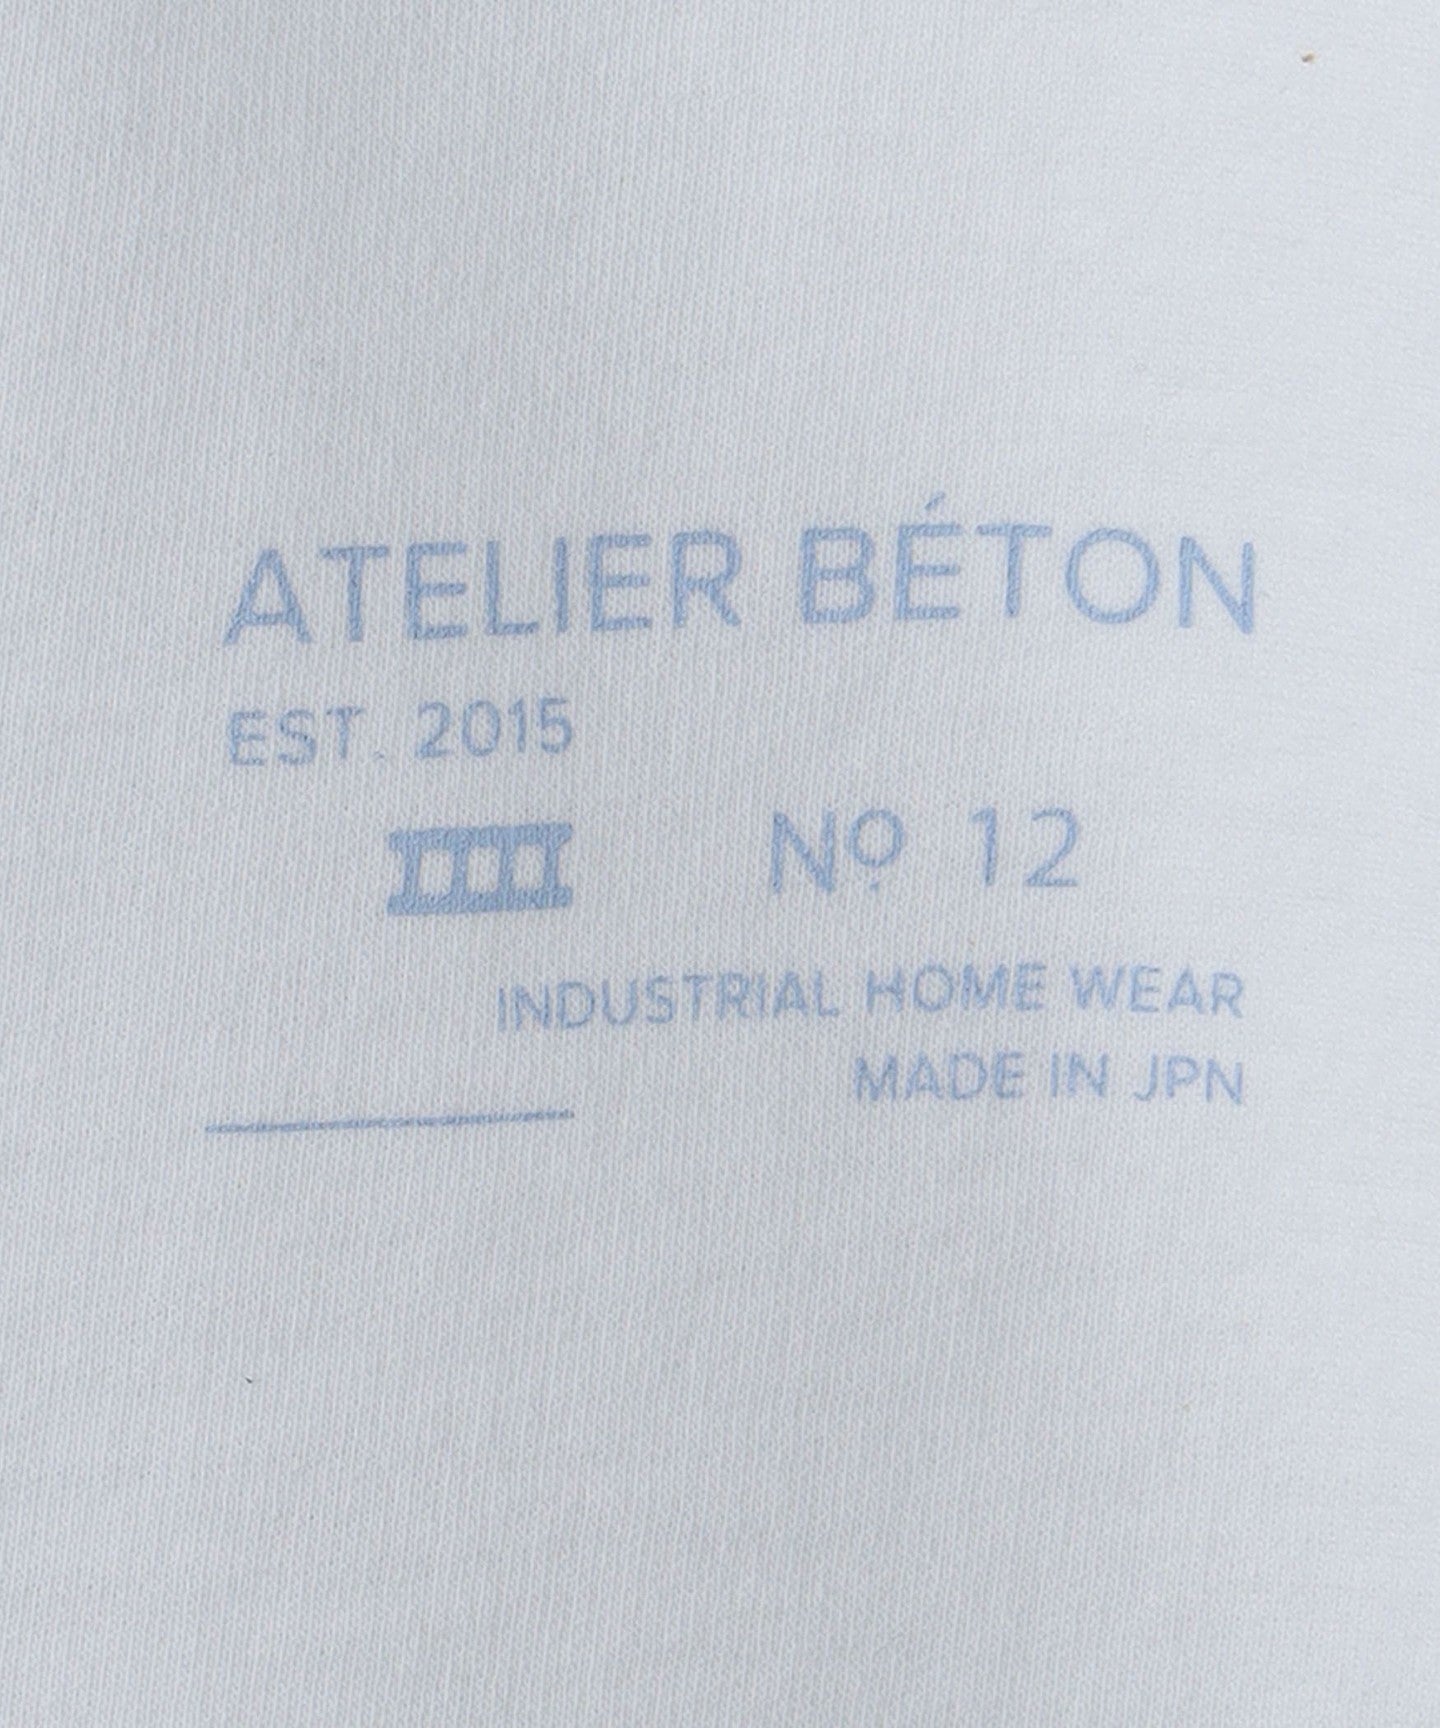 ATELIER BÉTON
EST. 2015
Nº 12
INDUSTRIAL HOME WEAR
MADE IN JPN